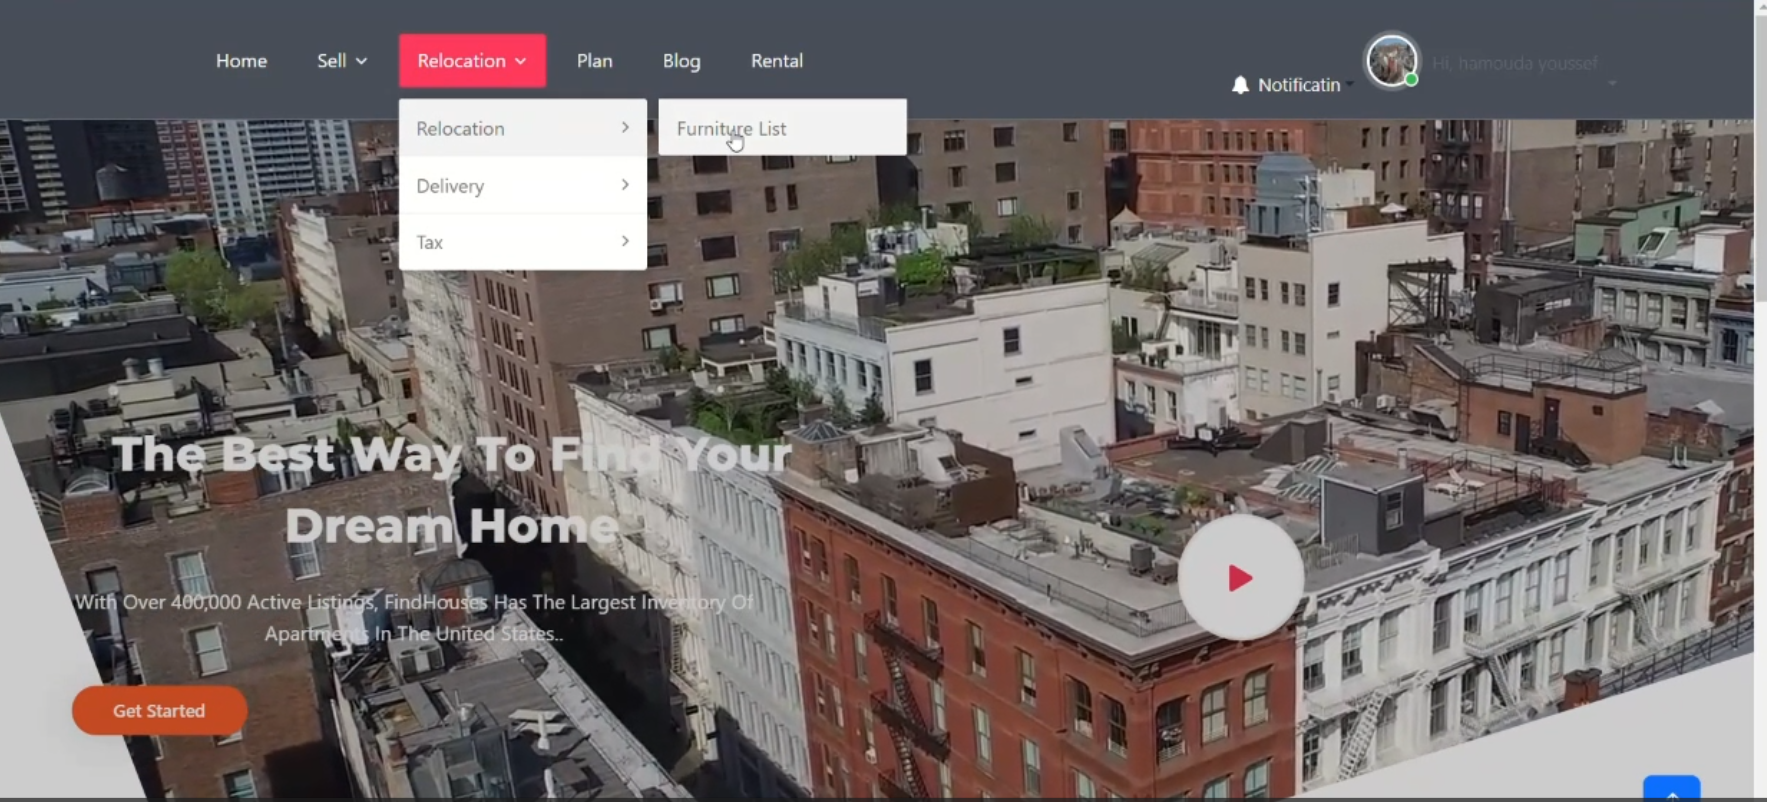 Home Sell Relocation Plan Blog Rental
Hi, hamouda youssef
Notificatin
Relocation
Furniture List
Delivery
Tax
The Best Way To Find Your
Dream Home
With Over 400,000 Active Listings, FindHouses Has The Largest Inventory Of
Apartments In The United States..
Get Started